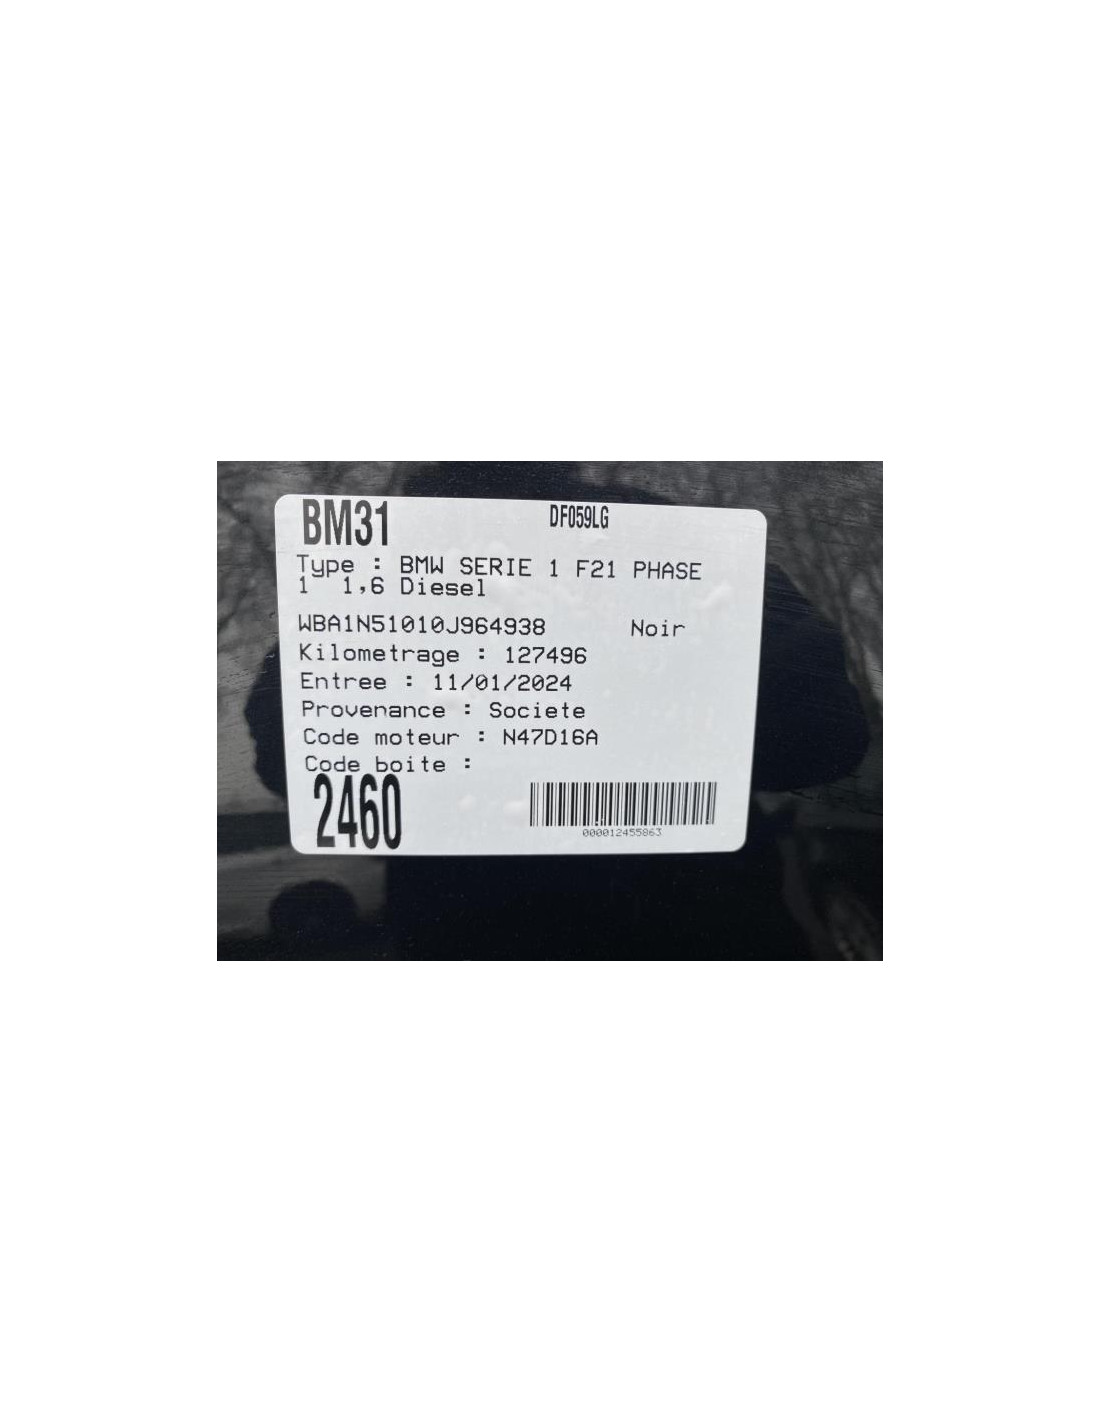 BM31 DF059LG
Type : BMW SERIE 1 F21 PHASE
1 1,6 Diesel
WBA1N51010J964938 Noir
Kilometrage : 127496
Entree : 11/01/2024
Provenance : Societe
Code moteur : N47D16A
Code boite :
2460
000012455863